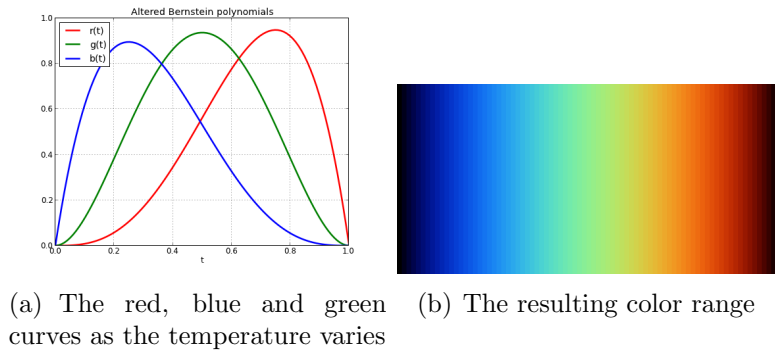 Altered Bernstein polynomials
1.0
0.8
0.6
0.4
0.2
0.0
r(t)
g(t)
b(t)
0.0 0.2 0.4 0.6 0.8 1.0
t
(a) The red, blue and green
curves as the temperature varies
(b) The resulting color range